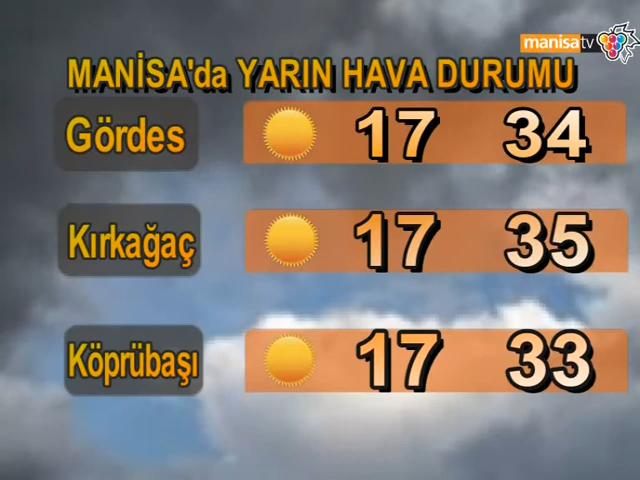 manisatv
MANİSA'da YARIN HAVA DURUMU
Gördes 17 34
Kırkağaç 17 35
Köprübaşı 17 33